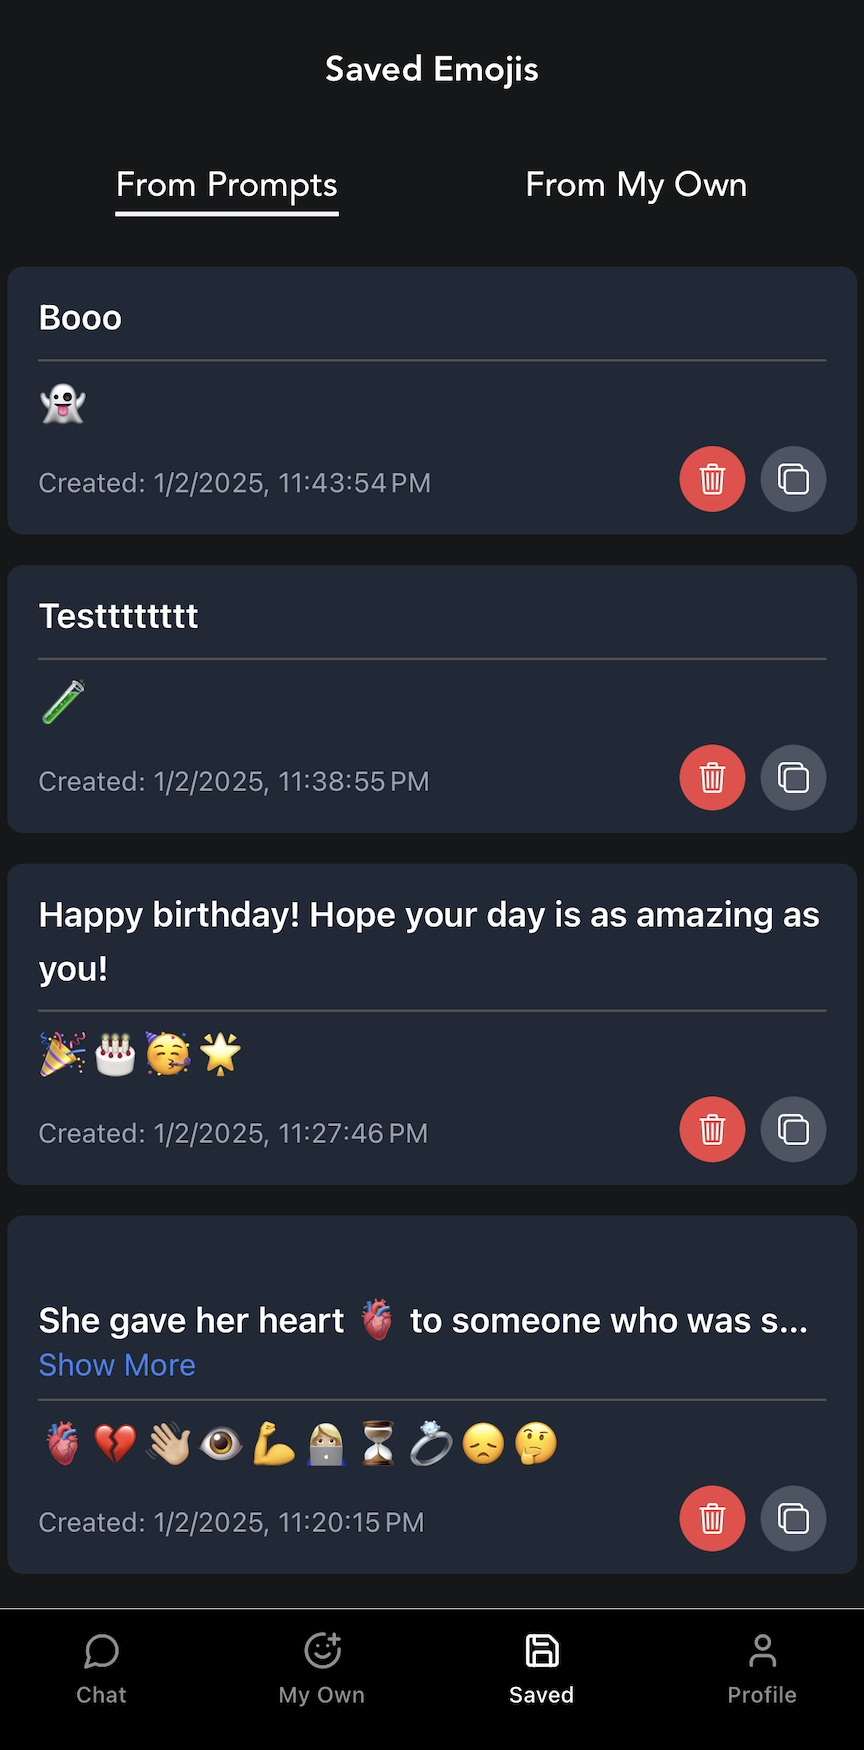 Saved Emojis
From Prompts
From My Own
Booo
👻
Created: 1/2/2025, 11:43:54 PM
Testttttttt
🧪
Created: 1/2/2025, 11:38:55 PM
Happy birthday! Hope your day is as amazing as
you!
🎉🎂🥳🌟
Created: 1/2/2025, 11:27:46 PM
She gave her heart 🫀 to someone who was s...
Show More
🫀💔👋🏼👁️💪👩🏼‍💻⏳💍😞🤔
Created: 1/2/2025, 11:20:15 PM
Chat
My Own
Saved
Profile